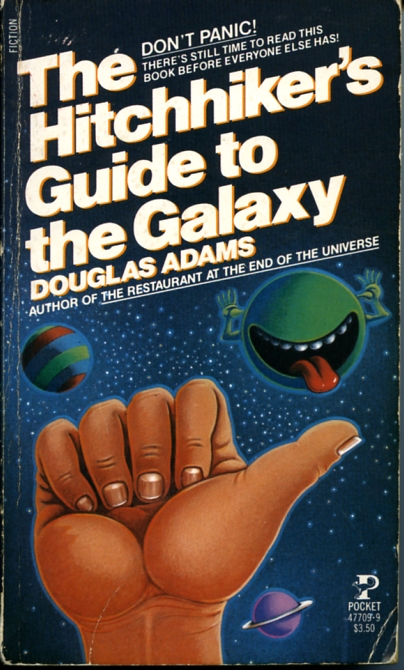 FICTION
DON'T PANIC!
THERE'S STILL TIME TO READ THIS
BOOK BEFORE EVERYONE ELSE HAS!
The
Hitchhiker's
Guide to
the Galaxy
DOUGLAS ADAMS
AUTHOR OF THE RESTAURANT AT THE END OF THE UNIVERSE
P
POCKET
47709-9
$3.50